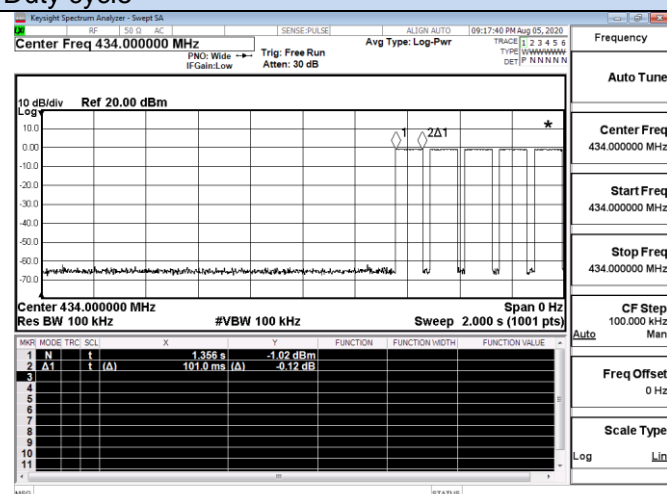 Duty cycle
Keysight Spectrum Analyzer - Swept SA
RF 50 Ω AC SENSE:PULSE ALIGN AUTO 09:17:40 PM Aug 05, 2020
Center Freq 434.000000 MHz
Avg Type: Log-Pwr
TRACE 1 2 3 4 5 6
PNO: Wide Trig: Free Run
TYPE WWWWWW
IFGain:Low Atten: 30 dB
DET P N N N N N
10 dB/div Ref 20.00 dBm
Log
10.0
0.00
-10.0
-20.0
-30.0
-40.0
-50.0
-60.0
-70.0
1
2Δ1
*
Center 434.000000 MHz Span 0 Hz
Res BW 100 kHz #VBW 100 kHz Sweep 2.000 s (1001 pts)
MKR MODE TRC SCL X Y FUNCTION FUNCTION WIDTH FUNCTION VALUE
1 N t 1.356 s -1.02 dBm
2 Δ1 t (Δ) 101.0 ms (Δ) -0.12 dB
3
4
5
6
7
8
9
10
11
MSG STATUS
Frequency
Auto Tune
Center Freq
434.000000 MHz
Start Freq
434.000000 MHz
Stop Freq
434.000000 MHz
CF Step
100.000 kHz
Auto Man
Freq Offset
0 Hz
Scale Type
Log Lin